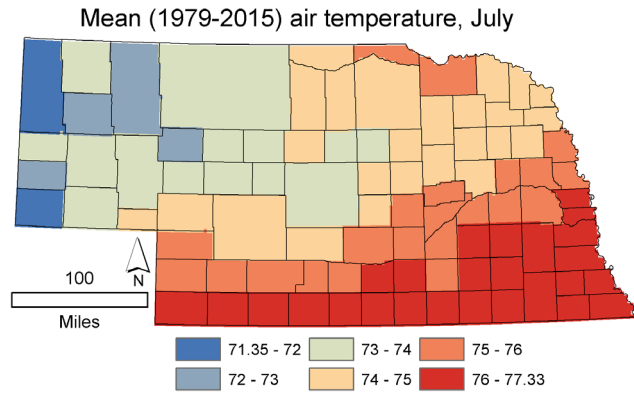 Mean (1979-2015) air temperature, July
100
N
Miles
71.35 - 72
73 - 74
75 - 76
72 - 73
74 - 75
76 - 77.33